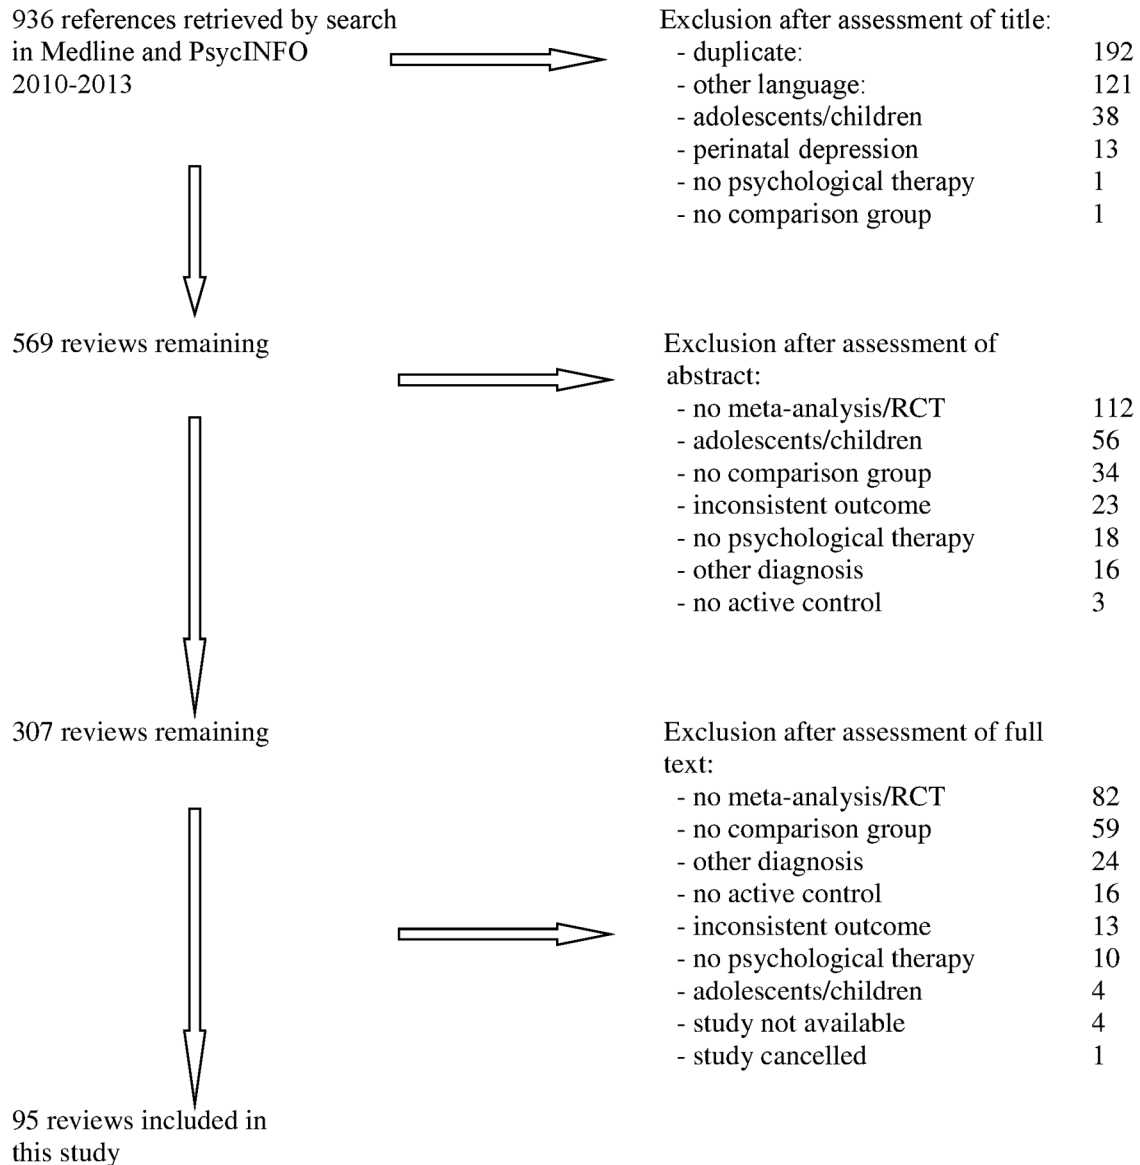 936 references retrieved by search
in Medline and PsycINFO
2010-2013
Exclusion after assessment of title:
- duplicate: 192
- other language: 121
- adolescents/children 38
- perinatal depression 13
- no psychological therapy 1
- no comparison group 1
569 reviews remaining
Exclusion after assessment of
abstract:
- no meta-analysis/RCT 112
- adolescents/children 56
- no comparison group 34
- inconsistent outcome 23
- no psychological therapy 18
- other diagnosis 16
- no active control 3
307 reviews remaining
Exclusion after assessment of full
text:
- no meta-analysis/RCT 82
- no comparison group 59
- other diagnosis 24
- no active control 16
- inconsistent outcome 13
- no psychological therapy 10
- adolescents/children 4
- study not available 4
- study cancelled 1
95 reviews included in
this study